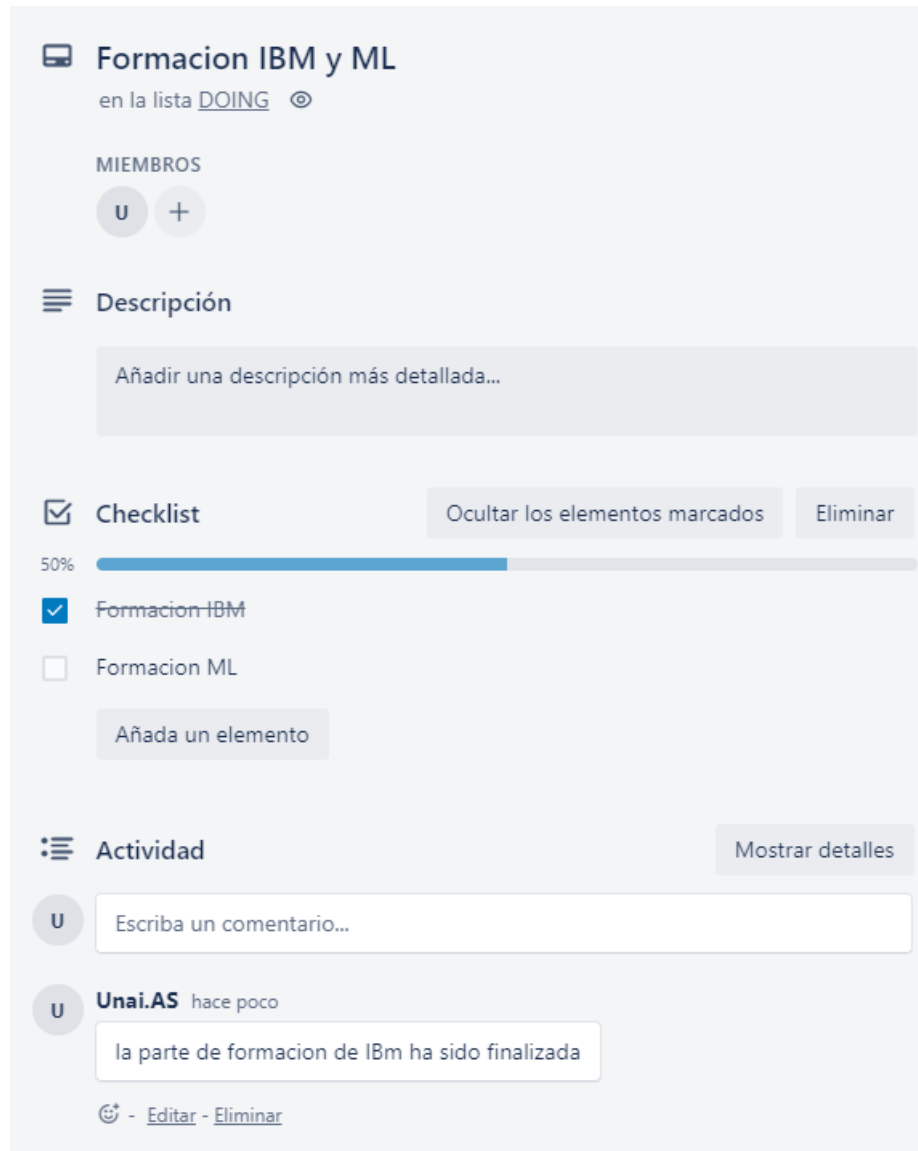 Formacion IBM y ML
en la lista DOING
MIEMBROS
U +
Descripción
Añadir una descripción más detallada...
Checklist Ocultar los elementos marcados Eliminar
50%
Formacion IBM
Formacion ML
Añada un elemento
Actividad Mostrar detalles
U Escriba un comentario...
U Unai.AS hace poco
la parte de formacion de IBm ha sido finalizada
- Editar - Eliminar